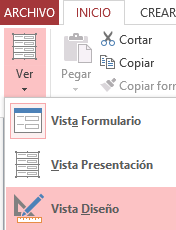 ARCHIVO INICIO CREAR
Ver
Pegar
Cortar
Copiar
Copiar form
Vista Formulario
Vista Presentación
Vista Diseño